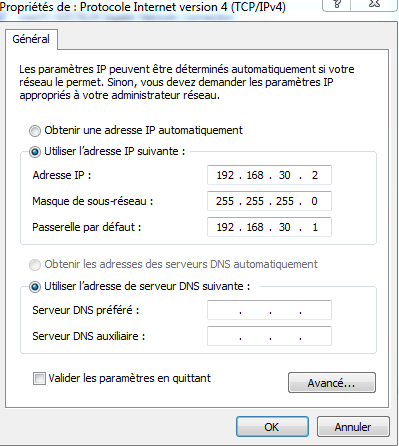 Propriétés de : Protocole Internet version 4 (TCP/IPv4)
Général
Les paramètres IP peuvent être déterminés automatiquement si votre
réseau le permet. Sinon, vous devez demander les paramètres IP
appropriés à votre administrateur réseau.
Obtenir une adresse IP automatiquement
Utiliser l'adresse IP suivante :
Adresse IP : 192 . 168 . 30 . 2
Masque de sous-réseau : 255 . 255 . 255 . 0
Passerelle par défaut : 192 . 168 . 30 . 1
Obtenir les adresses des serveurs DNS automatiquement
Utiliser l'adresse de serveur DNS suivante :
Serveur DNS préféré : . . .
Serveur DNS auxiliaire : . . .
Valider les paramètres en quittant
Avancé...
OK Annuler